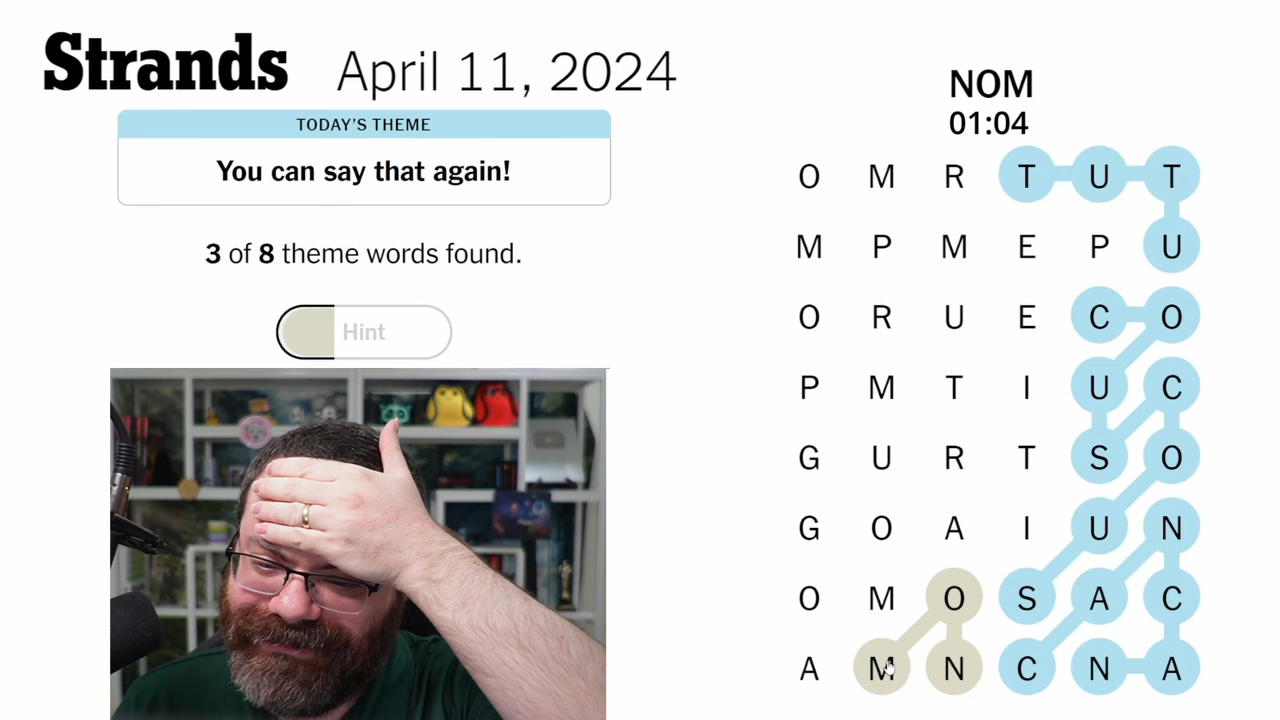 Strands April 11, 2024
TODAY'S THEME
You can say that again!
3 of 8 theme words found.
Hint
NOM
01:04
O M R T U T
M P M E P U
O R U E C O
P M T I U C
G U R T S O
G O A I U N
O M O S A C
A M N C N A